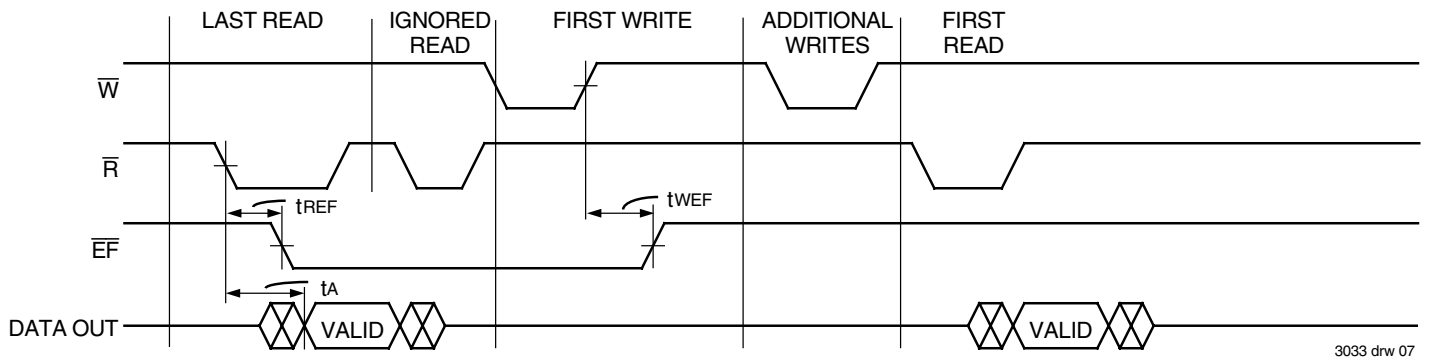 LAST READ
IGNORED
READ
FIRST WRITE
ADDITIONAL
WRITES
FIRST
READ
W̅
R̅
tREF
tWEF
E̅F̅
tA
DATA OUT
VALID
VALID
3033 drw 07